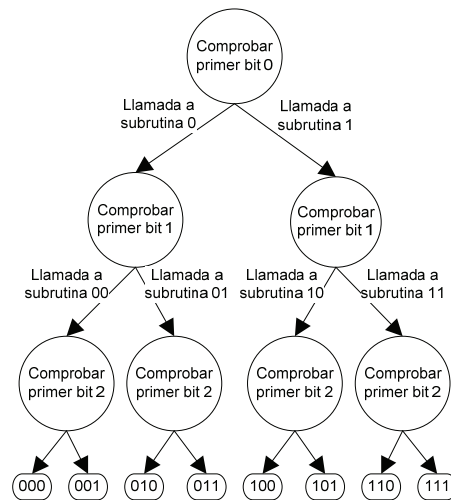 Comprobar
primer bit 0
Llamada a
subrutina 0
Llamada a
subrutina 1
Comprobar
primer bit 1
Comprobar
primer bit 1
Llamada a
subrutina 00
Llamada a
subrutina 01
Llamada a
subrutina 10
Llamada a
subrutina 11
Comprobar
primer bit 2
Comprobar
primer bit 2
Comprobar
primer bit 2
Comprobar
primer bit 2
000
001
010
011
100
101
110
111